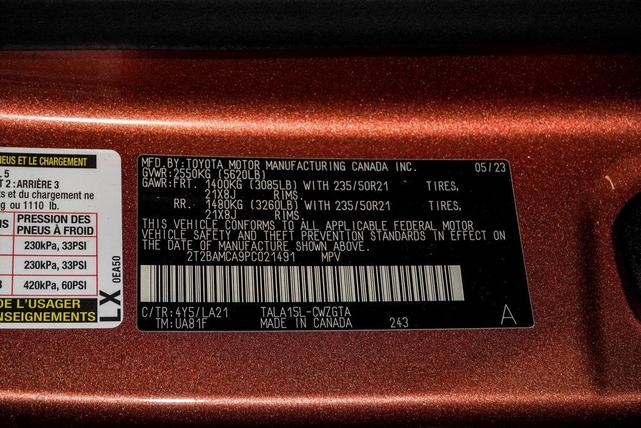 NEUS ET LE CHARGEMENT
. 5
T 2 : ARRIÈRE 3
s et du chargement ne
g ou 1110 lb.
S PRESSION DES
PNEUS À FROID
230kPa, 33PSI
230kPa, 33PSI
420kPa, 60PSI
DE L'USAGER
NSEIGNEMENTS
LX 0EA50
MFD.BY:TOYOTA MOTOR MANUFACTURING CANADA INC. 05/23
GVWR:2550KG (5620LB)
GAWR:FRT. 1400KG (3085LB) WITH 235/50R21 TIRES,
21X8J RIMS.
RR. 1480KG (3260LB) WITH 235/50R21 TIRES,
21X8J RIMS.
THIS VEHICLE CONFORMS TO ALL APPLICABLE FEDERAL MOTOR
VEHICLE SAFETY AND THEFT PREVENTION STANDARDS IN EFFECT ON
THE DATE OF MANUFACTURE SHOWN ABOVE.
2T2BAMCA9PC021491 MPV
C/TR:4Y5/LA21 TALA15L-CWZGTA
TM:UA81F MADE IN CANADA 243 A